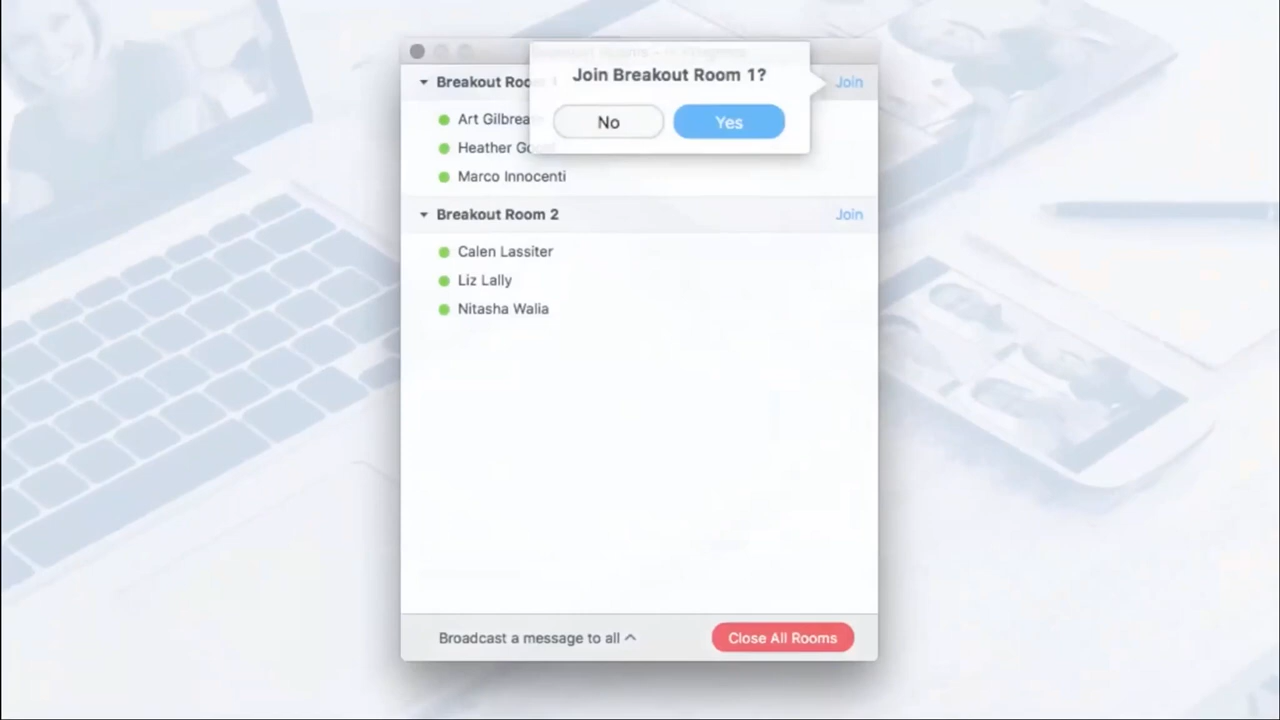 Join Breakout Room 1?
Breakout Roo
Join
No
Yes
Art Gilbrea
Heather Go
Marco Innocenti
Breakout Room 2
Join
Calen Lassiter
Liz Lally
Nitasha Walia
Broadcast a message to all
Close All Rooms